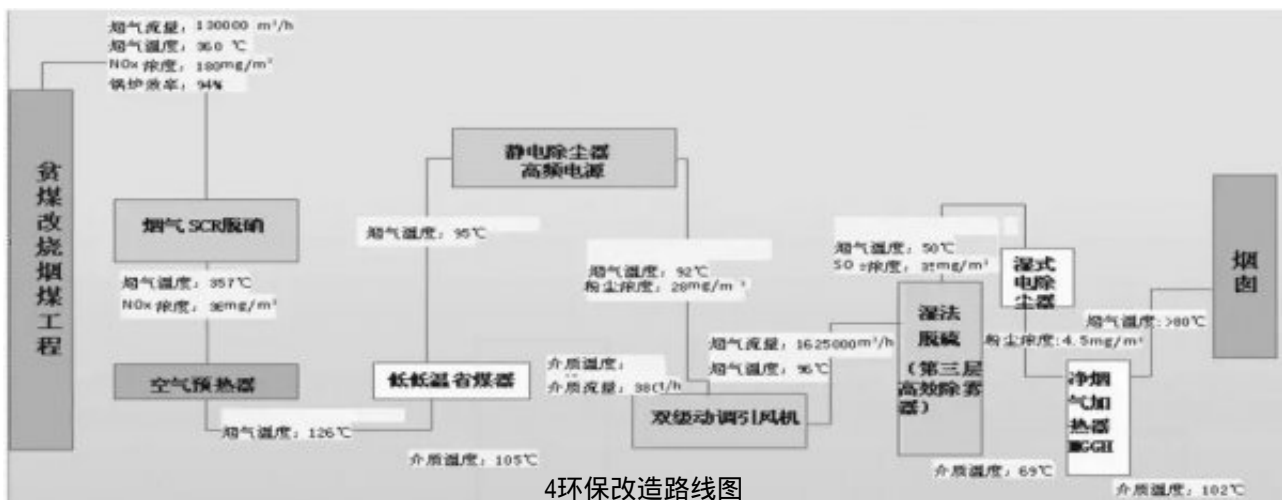 烟气流量：130000 m³/h
烟气温度：360 ℃
NOx 浓度：180mg/m³
锅炉效率：94%
贫煤改烧烟煤工程
烟气 SCR脱硝
烟气温度：357℃
NOx 浓度：
空气预热器
烟气温度：126℃
低低温省煤器
介质温度：105℃
烟气温度：95℃
静电除尘器
高频电源
烟气温度：92℃
粉尘浓度：28mg/m³
介质温度：
介质流量：
双级动调引风机
烟气流量：1625000m³/h
烟气温度：96℃
湿法
脱硫
（第三层
高效除雾
器）
烟气温度：50℃
浓度：
介质温度：69℃
湿式
电除
尘器
粉尘浓度:4.5mg/m³
净烟
气加
热器
MGGH
介质温度：102℃
烟气温度:>80℃
烟囱
4环保改造路线图